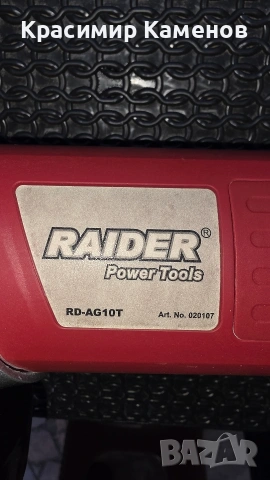 Красимир Каменов
RAIDER®
Power Tools
RD-AG10T Art. No. 020107
BAZAR